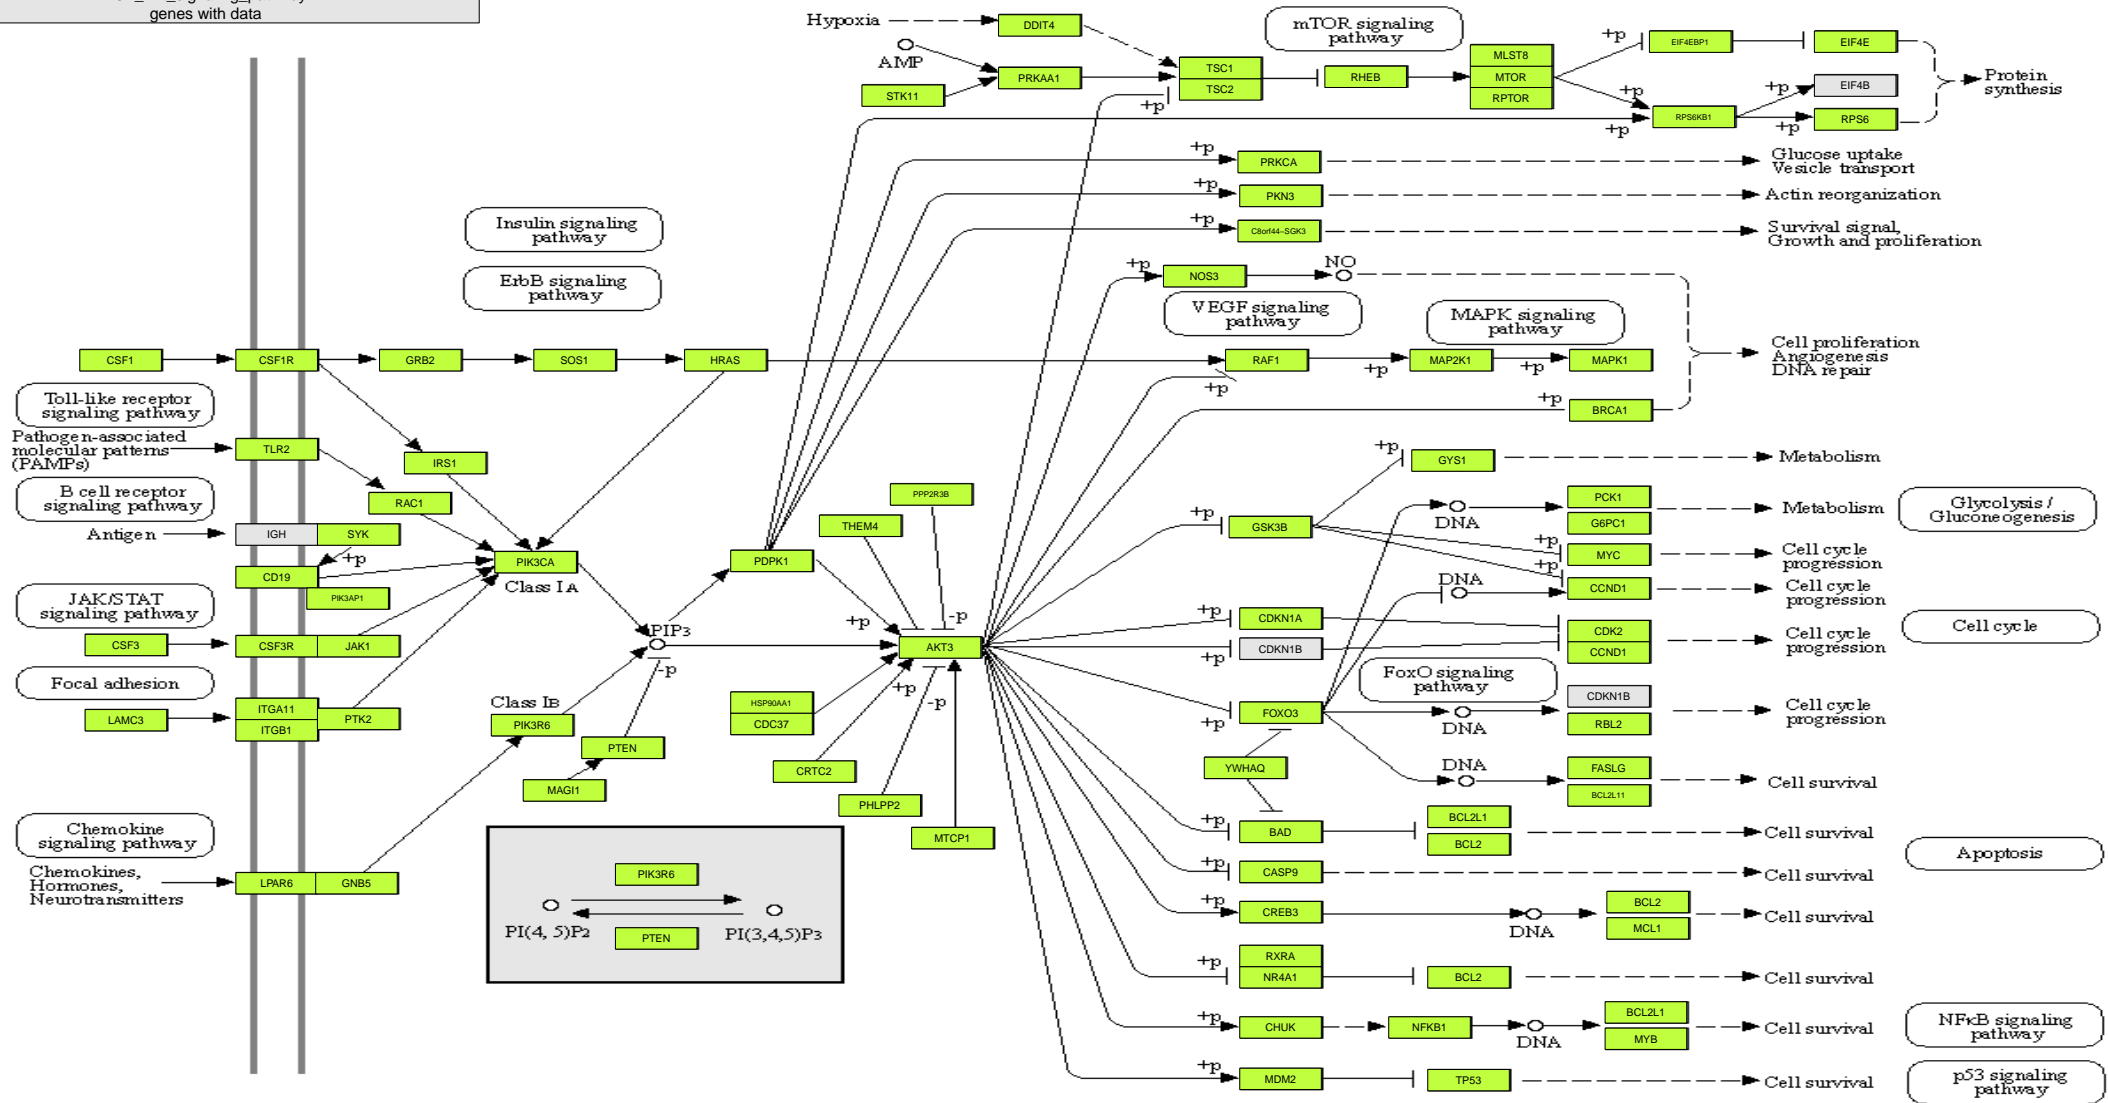 genes with data
Hypoxia
DDIT4
mTOR signaling
pathway
AMP
PRKAA1
STK11
TSC1
TSC2
+p
RHEB
MLST8
MTOR
RPTOR
+p
EIF4EBP1
EIF4E
+p
RPS6KB1
+p
+p
EIF4B
+p
RPS6
Protein
synthesis
+p
PRKCA
Glucose uptake
Vesicle transport
+p
PKN3
Actin reorganization
+p
C8orf44-SGK3
Survival signal,
Growth and proliferation
Insulin signaling
pathway
ErbB signaling
pathway
+p
NOS3
NO
VEGF signaling
pathway
MAPK signaling
pathway
CSF1
CSF1R
GRB2
SOS1
HRAS
RAF1
+p
+p
MAP2K1
+p
MAPK1
Cell proliferation
Angiogenesis
DNA repair
+p
BRCA1
Toll-like receptor
signaling pathway
Pathogen-associated
molecular patterns
(PAMPs)
TLR2
IRS1
RAC1
B cell receptor
signaling pathway
Antigen
IGH
SYK
+p
CD19
PIK3AP1
PIK3CA
Class IA
JAK/STAT
signaling pathway
CSF3
CSF3R
JAK1
Focal adhesion
LAMC3
ITGA11
ITGB1
PTK2
Class IB
PIK3R6
PTEN
MAGI1
PIP3
-p
PDPK1
THEM4
PPP2R3B
+p
-p
AKT3
HSP90AA1
CDC37
+p
-p
CRTC2
PHLPP2
MTCP1
+p
GYS1
Metabolism
+p
GSK3B
DNA
PCK1
G6PC1
Metabolism
Glycolysis /
Gluconeogenesis
+p
MYC
Cell cycle
progression
+p
DNA
CCND1
Cell cycle
progression
+p
CDKN1A
+p
CDKN1B
CDK2
CCND1
Cell cycle
progression
Cell cycle
FoxO signaling
pathway
+p
FOXO3
DNA
CDKN1B
RBL2
Cell cycle
progression
YWHAQ
DNA
FASLG
BCL2L11
Cell survival
+p
BAD
BCL2L1
BCL2
Cell survival
Apoptosis
+p
CASP9
Cell survival
+p
CREB3
DNA
BCL2
MCL1
Cell survival
+p
RXRA
NR4A1
BCL2
Cell survival
+p
CHUK
NFKB1
DNA
BCL2L1
MYB
Cell survival
NFκB signaling
pathway
+p
MDM2
TP53
Cell survival
p53 signaling
pathway
Chemokine
signaling pathway
Chemokines,
Hormones,
Neurotransmitters
LPAR6
GNB5
PIK3R6
PI(4, 5)P2
PI(3,4,5)P3
PTEN